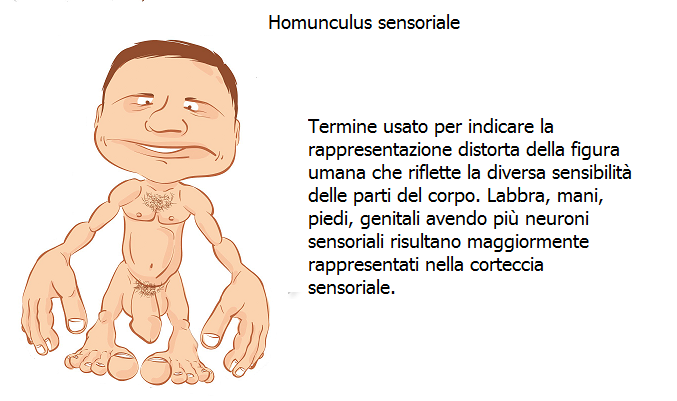 Homunculus sensoriale
Termine usato per indicare la
rappresentazione distorta della figura
umana che riflette la diversa sensibilità
delle parti del corpo. Labbra, mani,
piedi, genitali avendo più neuroni
sensoriali risultano maggiormente
rappresentati nella corteccia
sensoriale.